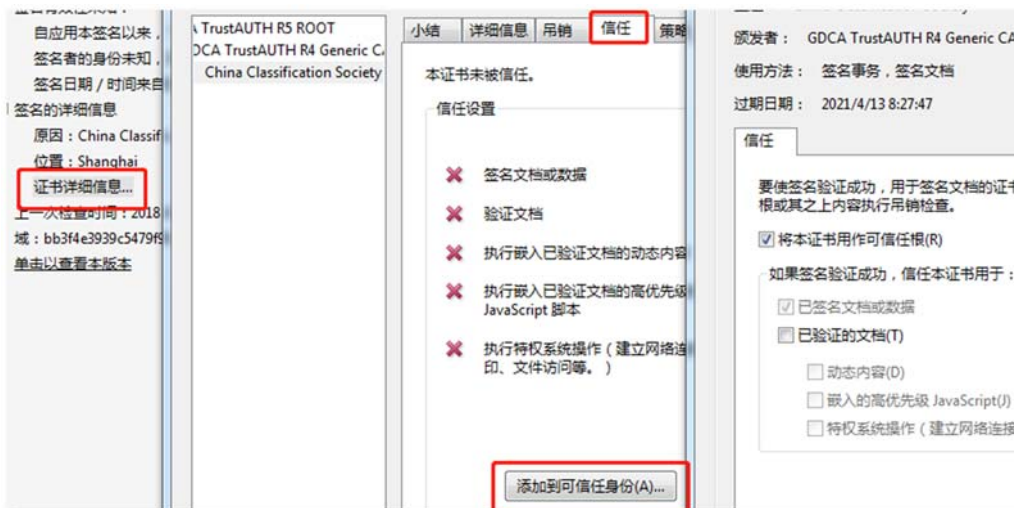 自应用本签名以来，
签名者的身份未知，
签名日期 / 时间来自
签名的详细信息
原因：China Classif
位置：Shanghai
证书详细信息...
上一次检查时间：2018
域：bb3f4e3939c5479f9
单击以查看本版本
TrustAUTH R5 ROOT
DCA TrustAUTH R4 Generic CA
China Classification Society
小结 详细信息 吊销 信任 策略
本证书未被信任。
信任设置
签名文档或数据
验证文档
执行嵌入已验证文档的动态内容
执行嵌入已验证文档的高优先级
JavaScript 脚本
执行特权系统操作（建立网络连
印、文件访问等。）
添加到可信任身份(A)...
颁发者： GDCA TrustAUTH R4 Generic CA
使用方法： 签名事务，签名文档
过期日期： 2021/4/13 8:27:47
信任
要使签名验证成功，用于签名文档的证书
根或其之上内容执行吊销检查。
将本证书用作可信任根(R)
如果签名验证成功，信任本证书用于：
已签名文档或数据
已验证的文档(T)
动态内容(D)
嵌入的高优先级 JavaScript(J)
特权系统操作（建立网络连接